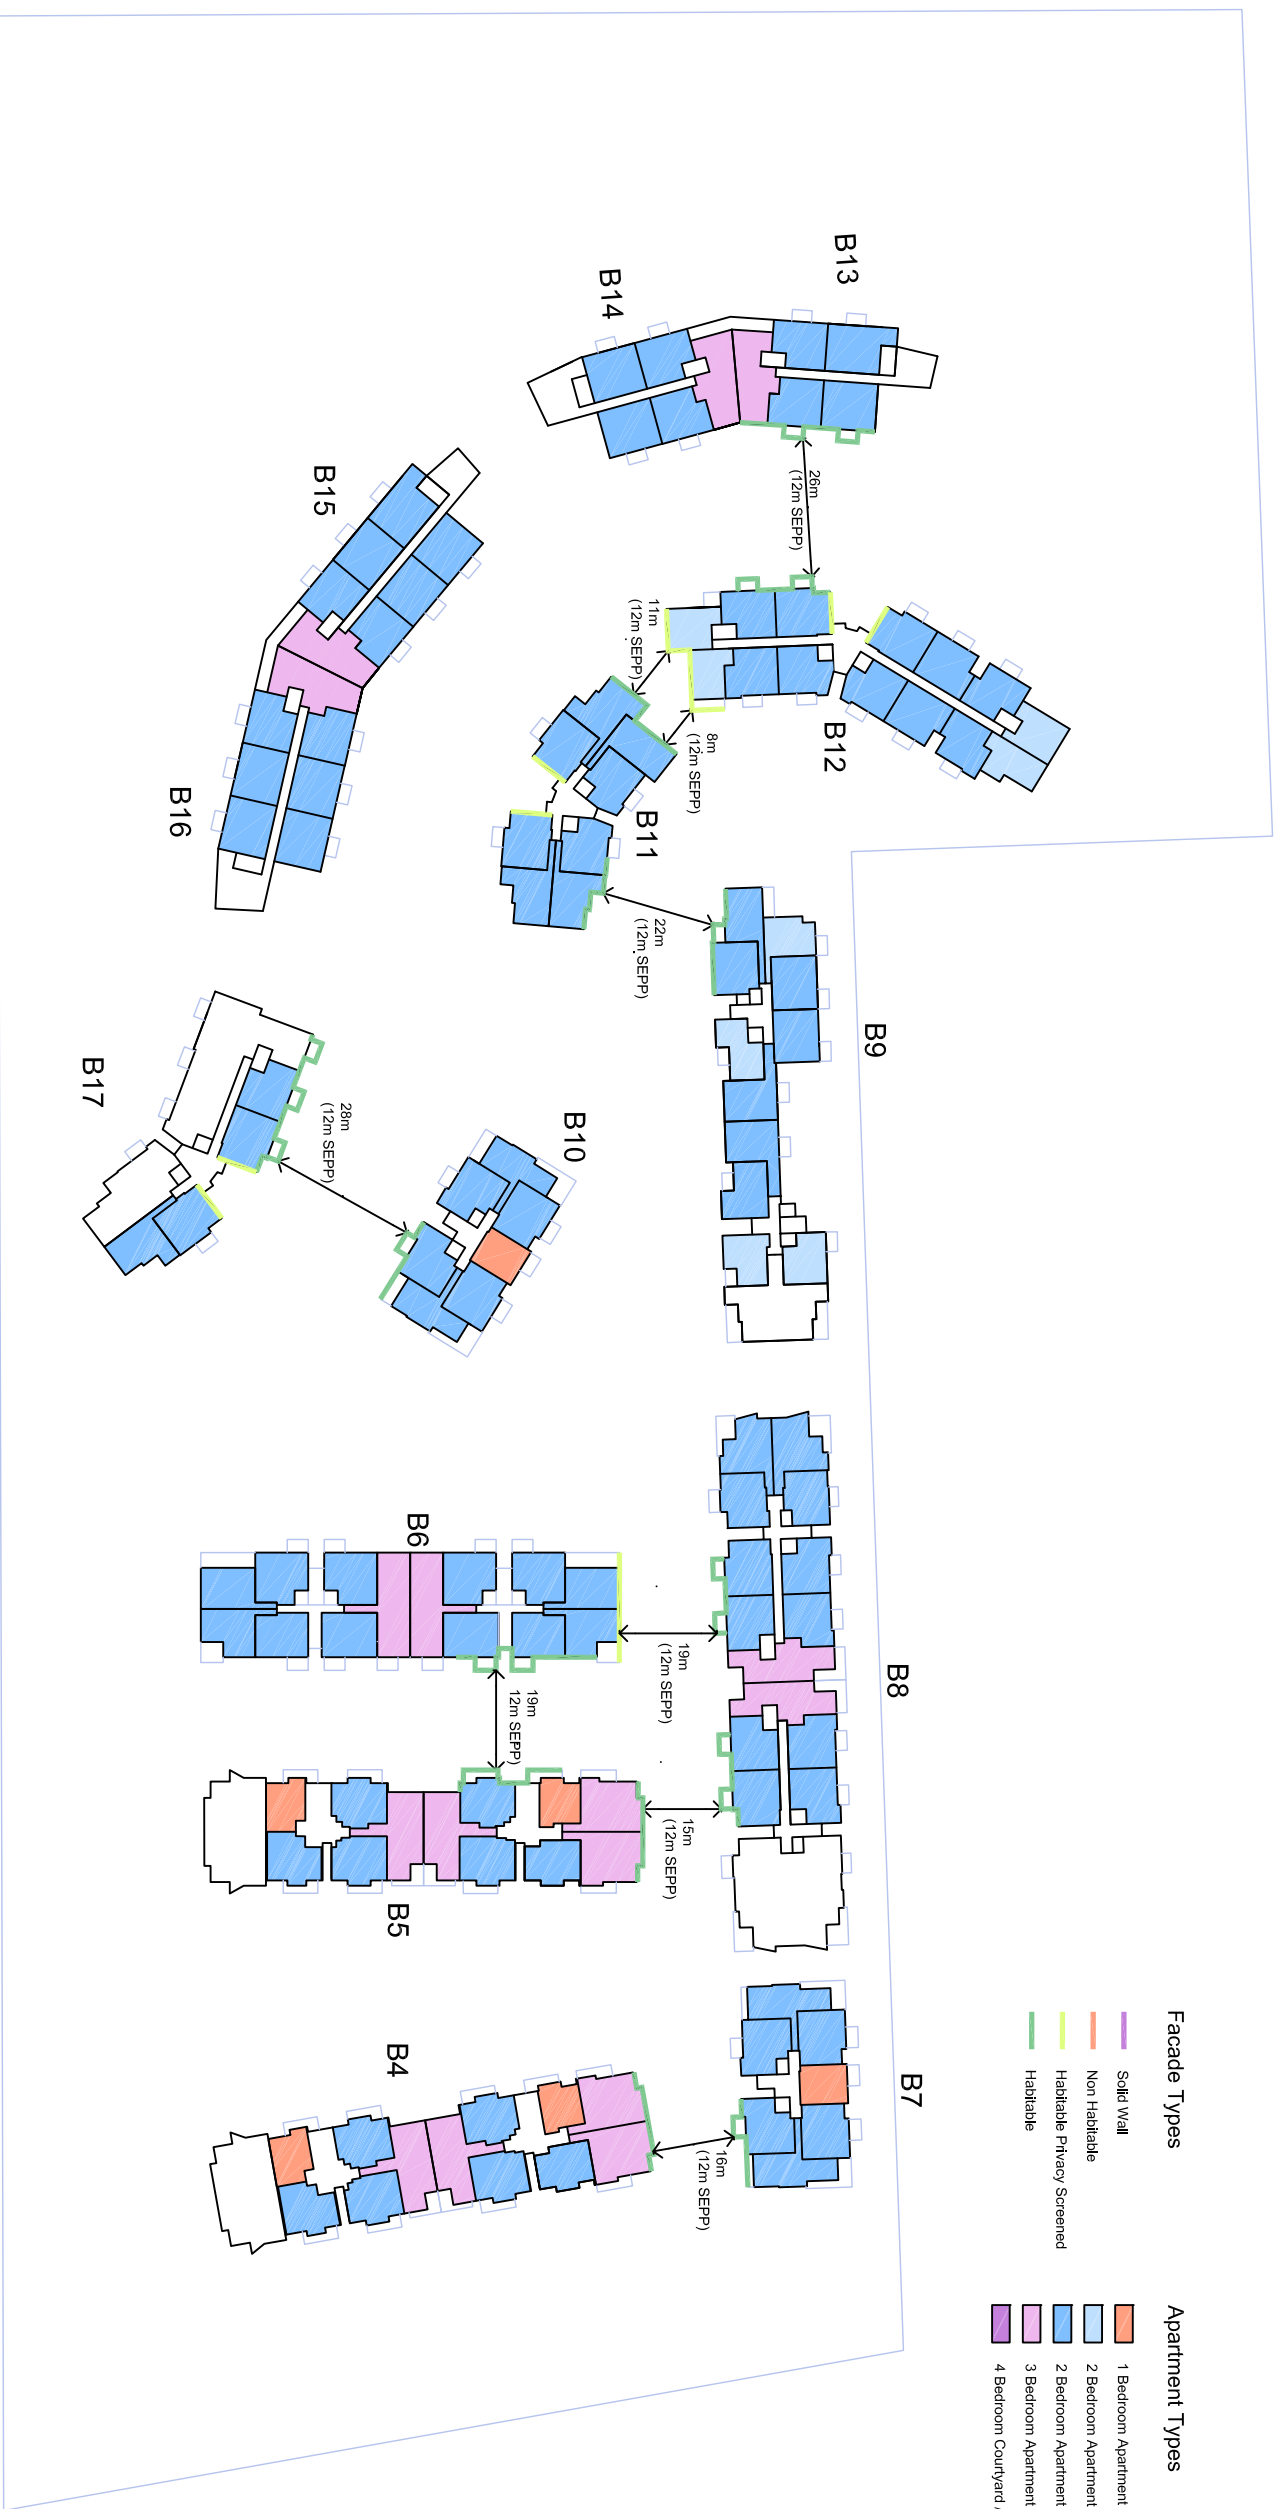 B13
B14
26m
(12m SEPP)
B15
11m
(12m SEPP)
8m
(12m SEPP)
B12
B16
B11
22m
(12m SEPP)
B9
B17
28m
(12m SEPP)
B10
B6
19m
(12m SEPP)
B8
19m
12m SEPP)
15m
(12m SEPP)
B5
B4
B7
16m
(12m SEPP)
Facade Types
Solid Wall
Non Habitable
Habitable Privacy Screened
Habitable
Apartment Types
1 Bedroom Apartment
2 Bedroom Apartment
2 Bedroom Apartment
3 Bedroom Apartment
4 Bedroom Courtyard